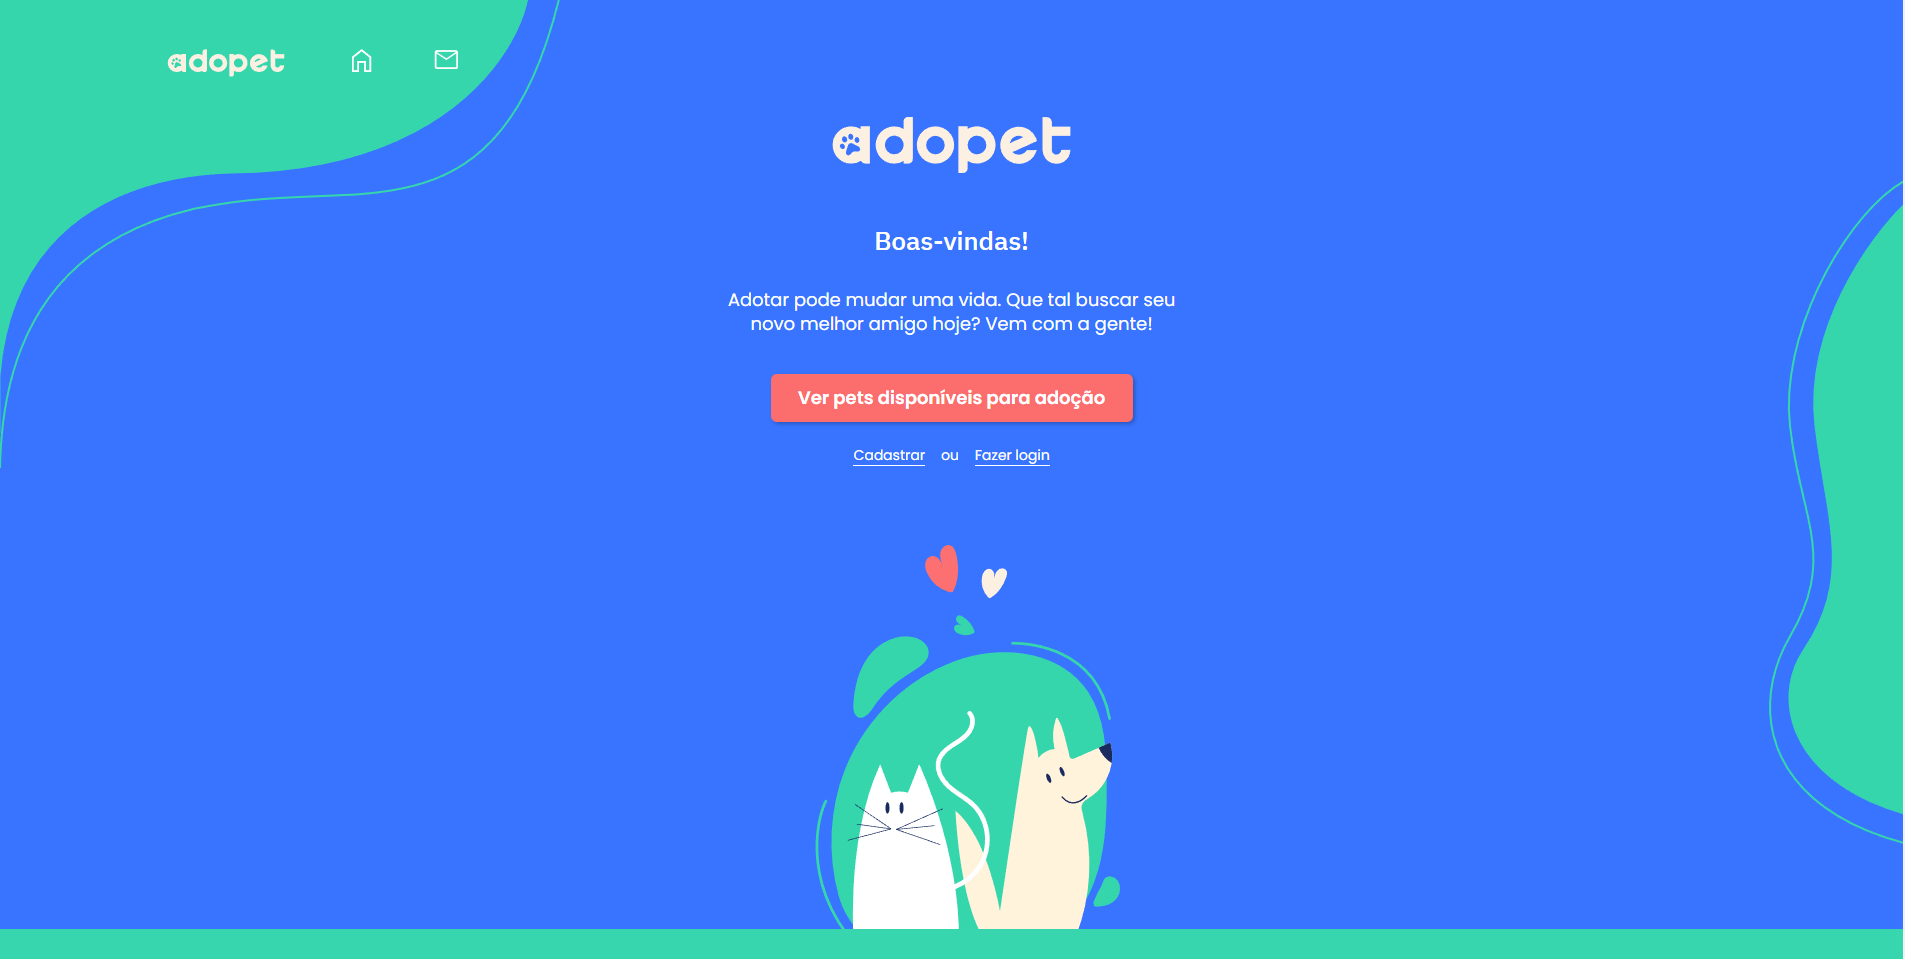 adopet
adopet
Boas-vindas!
Adotar pode mudar uma vida. Que tal buscar seu
novo melhor amigo hoje? Vem com a gente!
Ver pets disponíveis para adoção
Cadastrar ou Fazer login